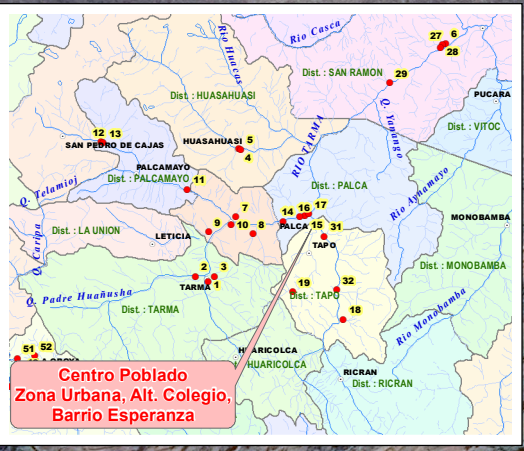 Rio Casca
27 6
28
Rio Huacas
Dist. : SAN RAMON
29
PUCARA
Dist. : HUASAHUASI
Q. Yanango
Dist. : VITOC
12 13
SAN PEDRO DE CAJAS
HUASAHUASI
5
4
RIO TARMA
PALCAMAYO
Dist. : PALCAMAYO
11
Q. Telamioj
Dist. : PALCA
Rio Aynamayo
7
14 16 17
MONOBAMBA
Dist. : LA UNION
9
10 8
PALCA
15 31
LETICIA
TAPO
Q. Caripa
2 3
1
TARMA
Dist. : MONOBAMBA
19
32
Dist. : TAPO
Q. Padre Huañusha
Dist. : TARMA
18
Rio Monobamba
51 52
HUARICOLCA
HUARICOLCA
RICRAN
Dist. : RICRAN
Centro Poblado
Zona Urbana, Alt. Colegio,
Barrio Esperanza